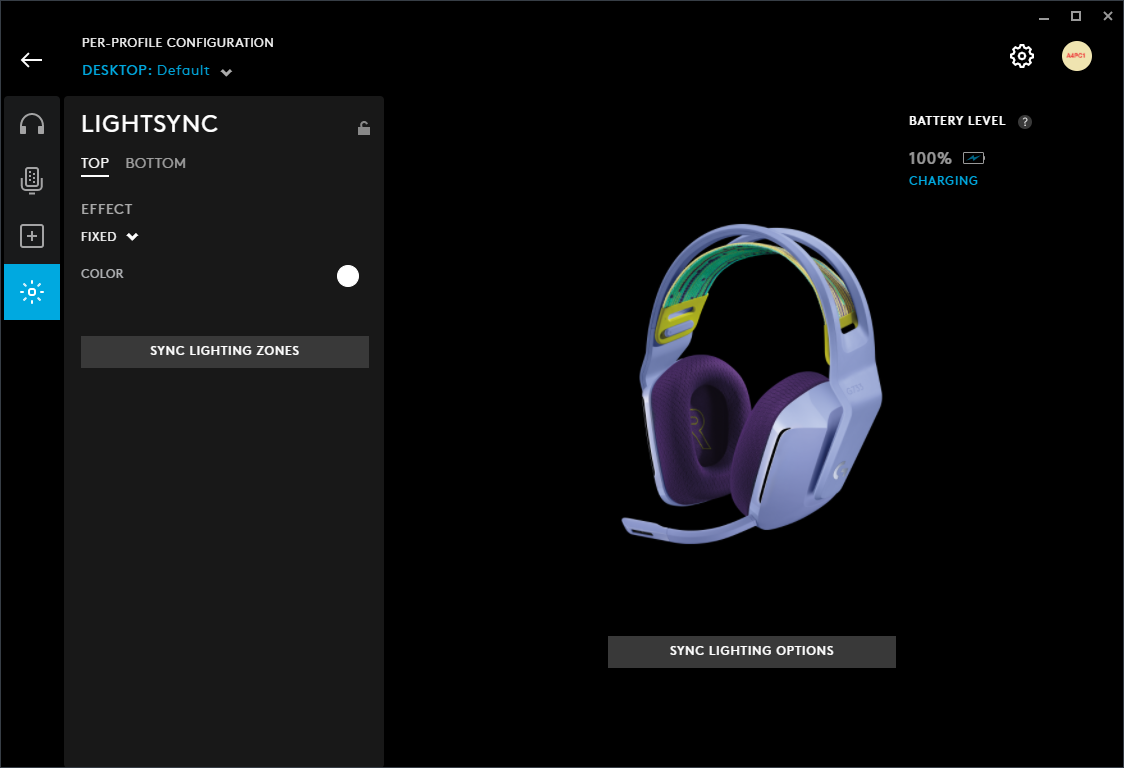 PER-PROFILE CONFIGURATION
DESKTOP: Default
LIGHTSYNC
TOP BOTTOM
EFFECT
FIXED
COLOR
SYNC LIGHTING ZONES
BATTERY LEVEL ?
100%
CHARGING
R
SYNC LIGHTING OPTIONS